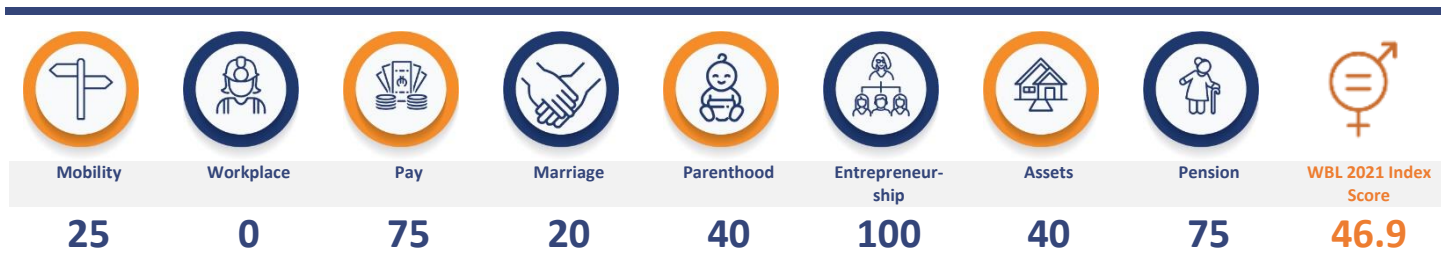 Mobility Workplace Pay Marriage Parenthood Entrepreneur- Assets Pension WBL 2021 Index
ship Score
25 0 75 20 40 100 40 75 46.9